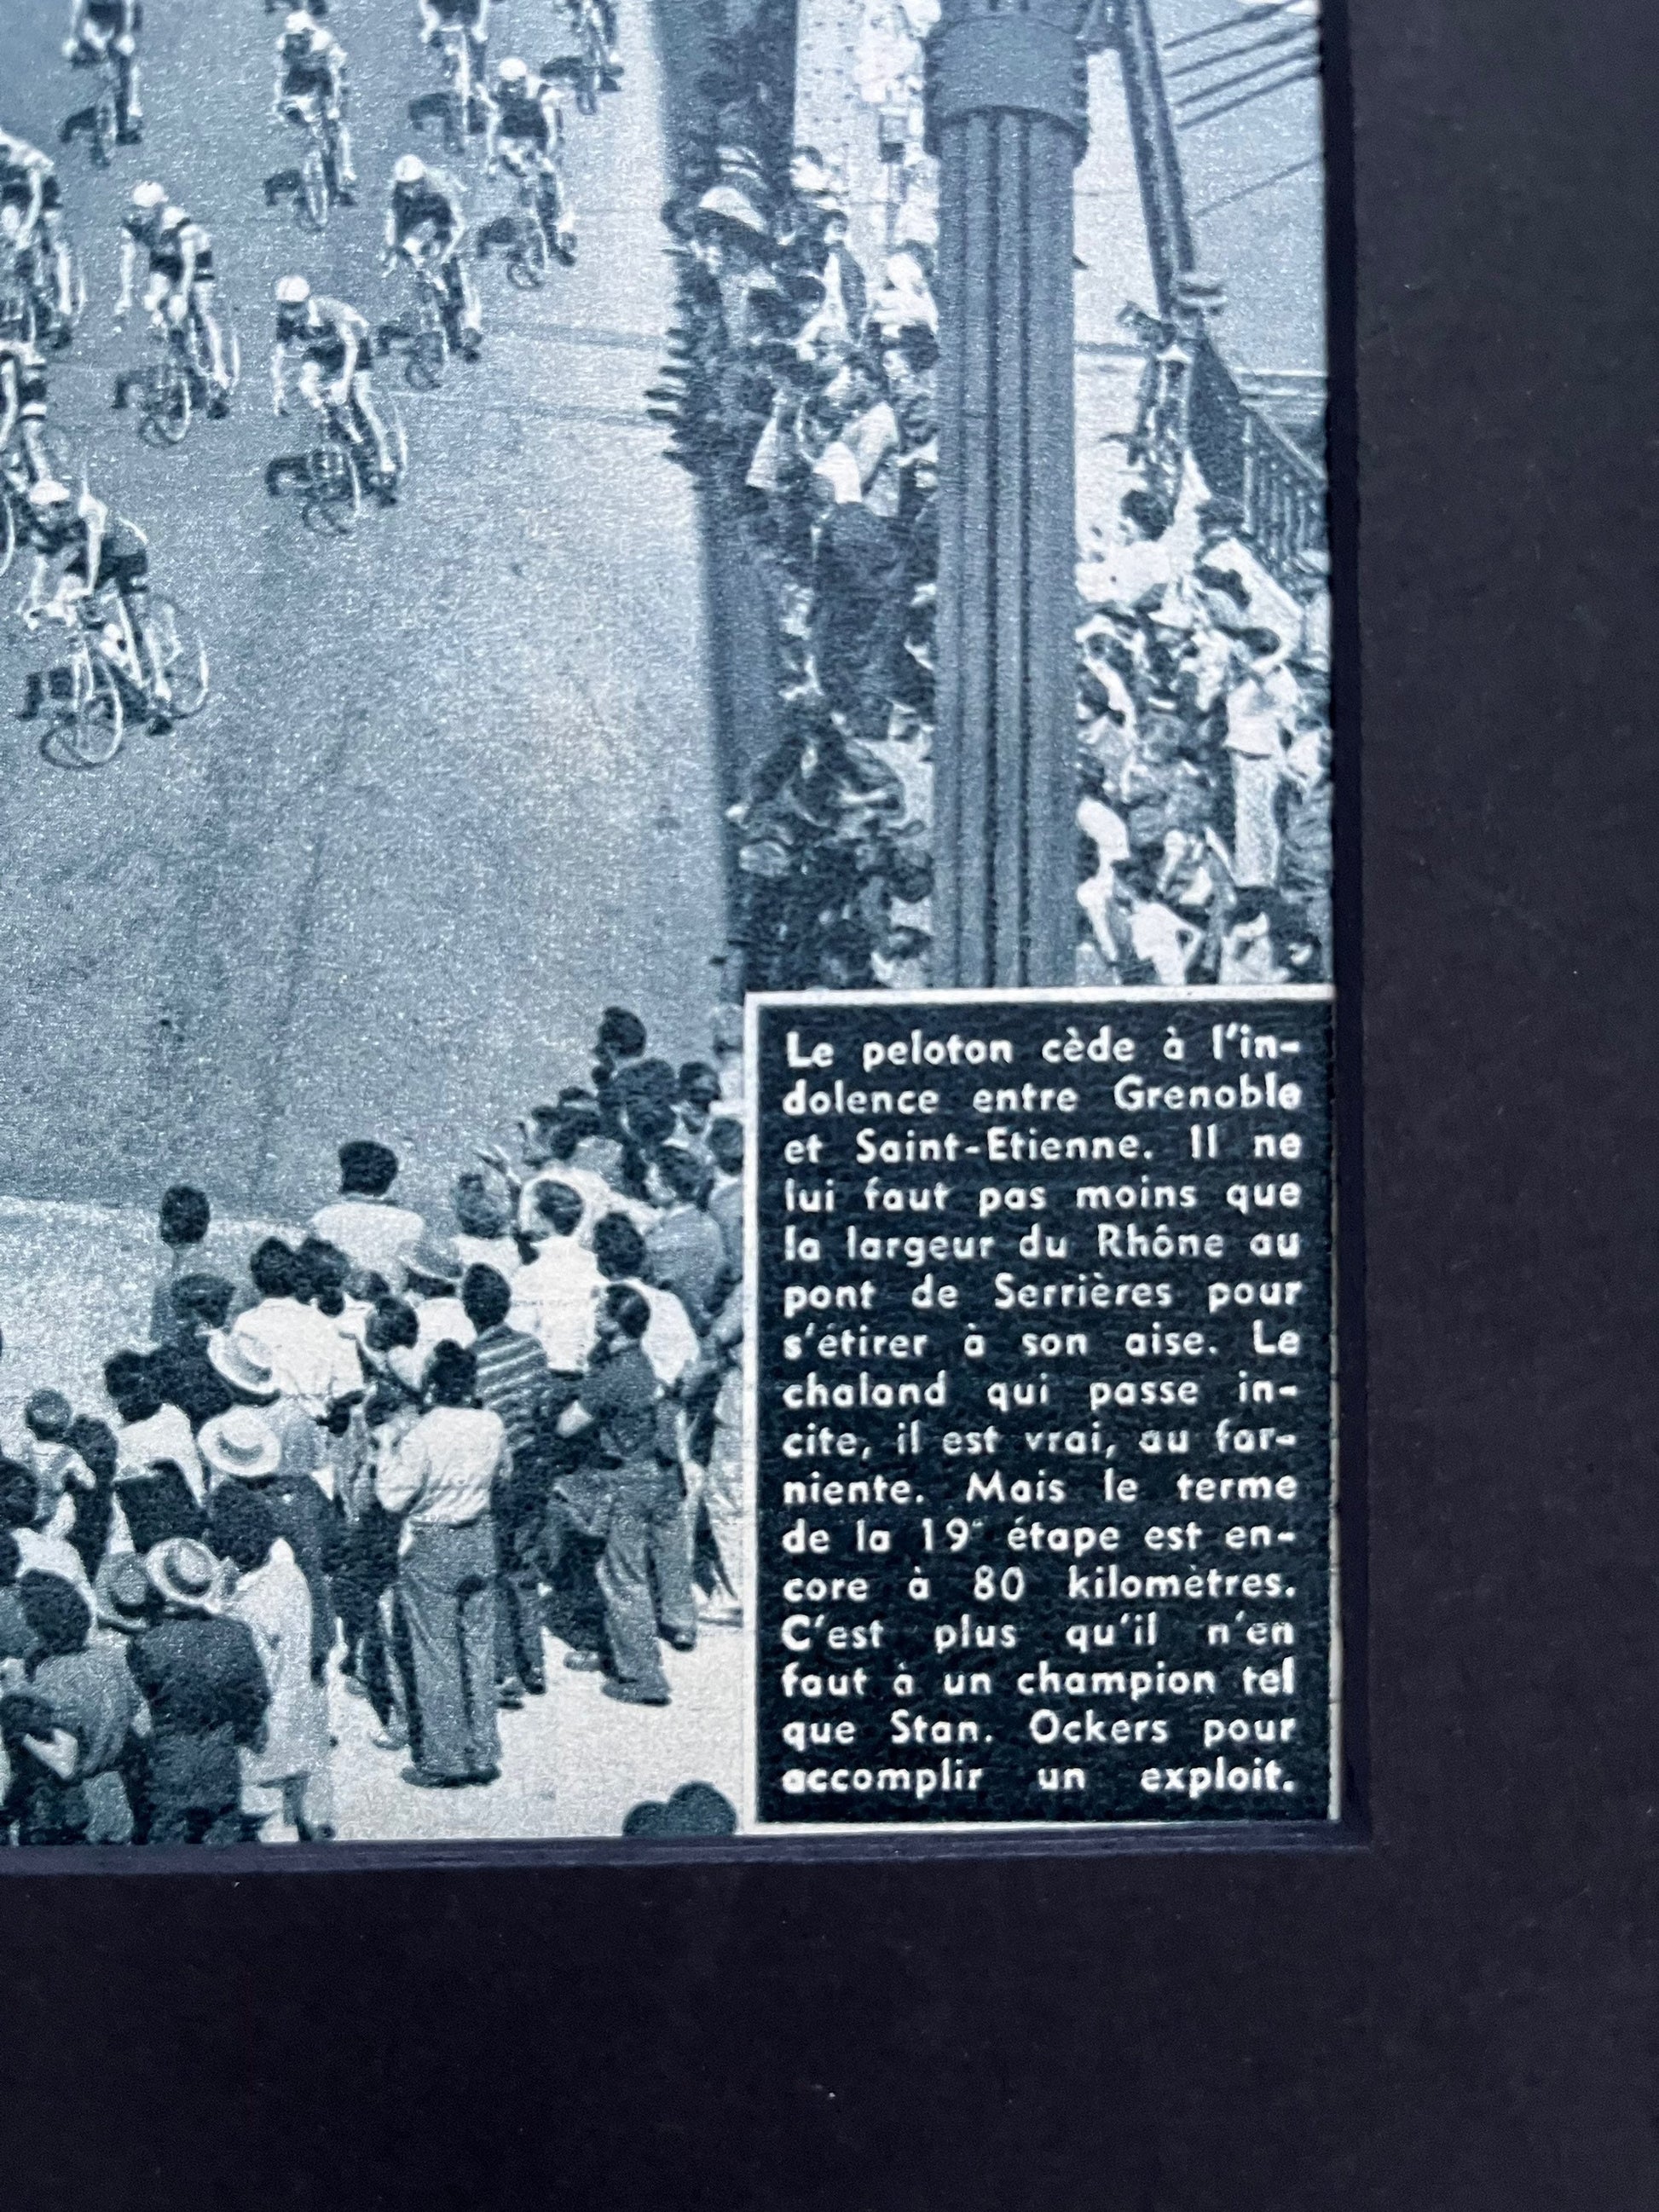 Le peloton cède à l'in-
dolence entre Grenoble
et Saint-Etienne. Il ne
lui faut pas moins que
la largeur du Rhône au
pont de Serrières pour
s'étirer à son aise. Le
chaland qui passe in-
cite, il est vrai, au far-
niente. Mais le terme
de la 19e étape est en-
core à 80 kilomètres.
C'est plus qu'il n'en
faut à un champion tel
que Stan. Ockers pour
accomplir un exploit.